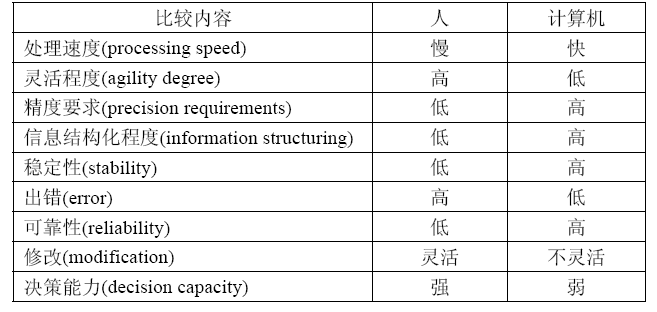 比较内容 人 计算机
处理速度(processing speed) 慢 快
灵活程度(agility degree) 高 低
精度要求(precision requirements) 低 高
信息结构化程度(information structuring) 低 高
稳定性(stability) 低 高
出错(error) 高 低
可靠性(reliability) 低 高
修改(modification) 灵活 不灵活
决策能力(decision capacity) 强 弱